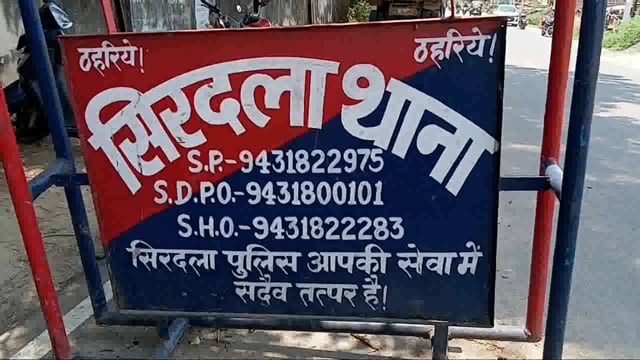 ठहरिये! ठहरिये!
सिरदला थाना
S.P.-9431822975
S.D.P.O.-9431800101
S.H.O.-9431822283
सिरदला पुलिस आपकी सेवा में
सदैव तत्पर है!